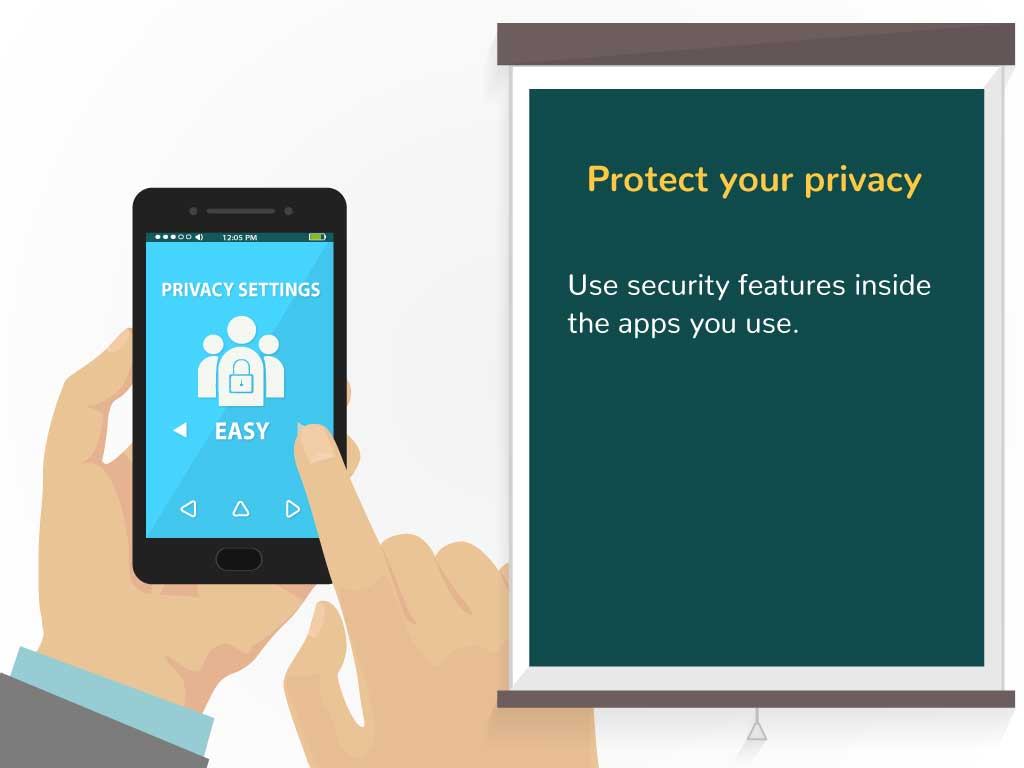 12:05 PM
PRIVACY SETTINGS
EASY
Protect your privacy
Use security features inside
the apps you use.